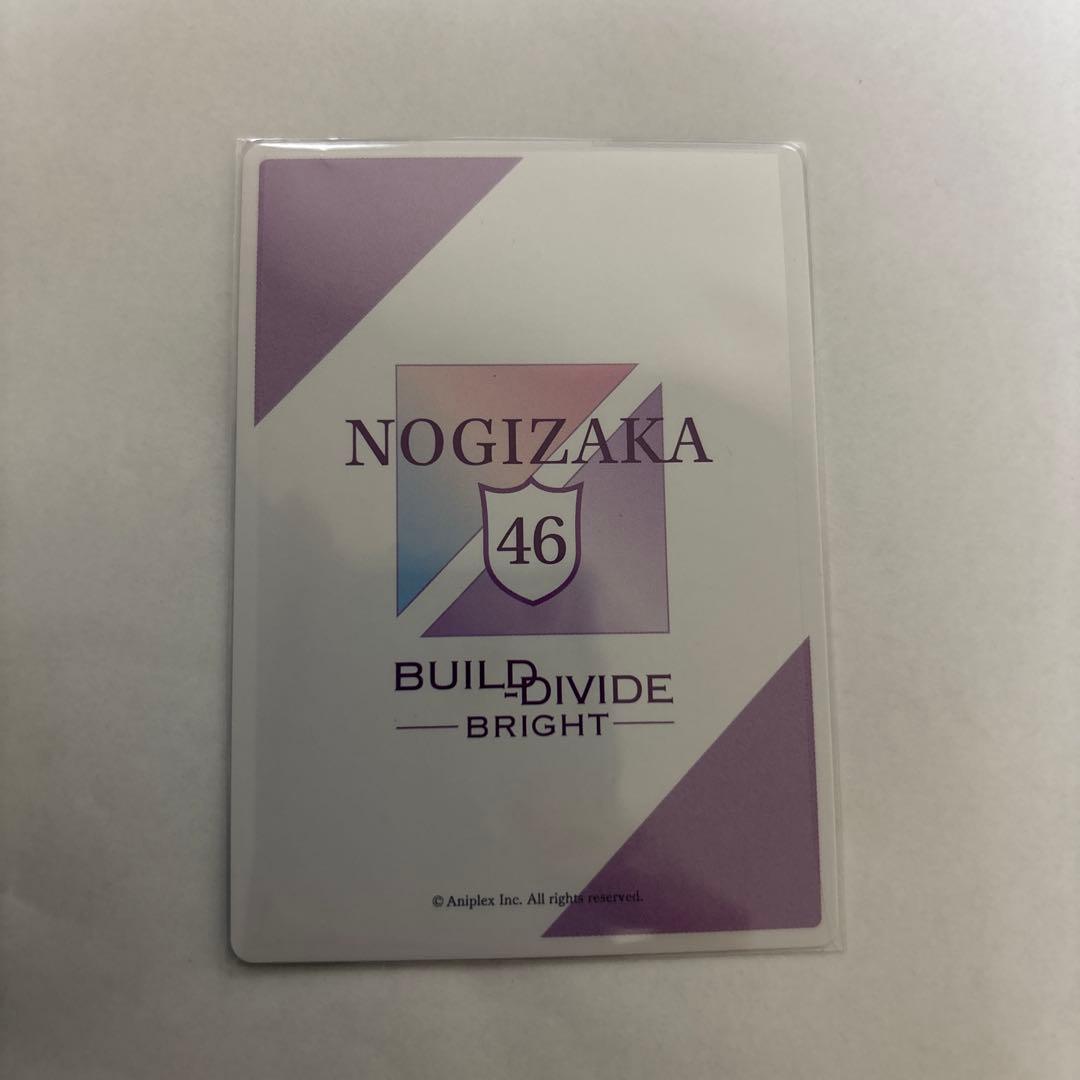 NOGIZAKA
46
BUILD-DIVIDE
BRIGHT
© Aniplex Inc. All rights reserved.